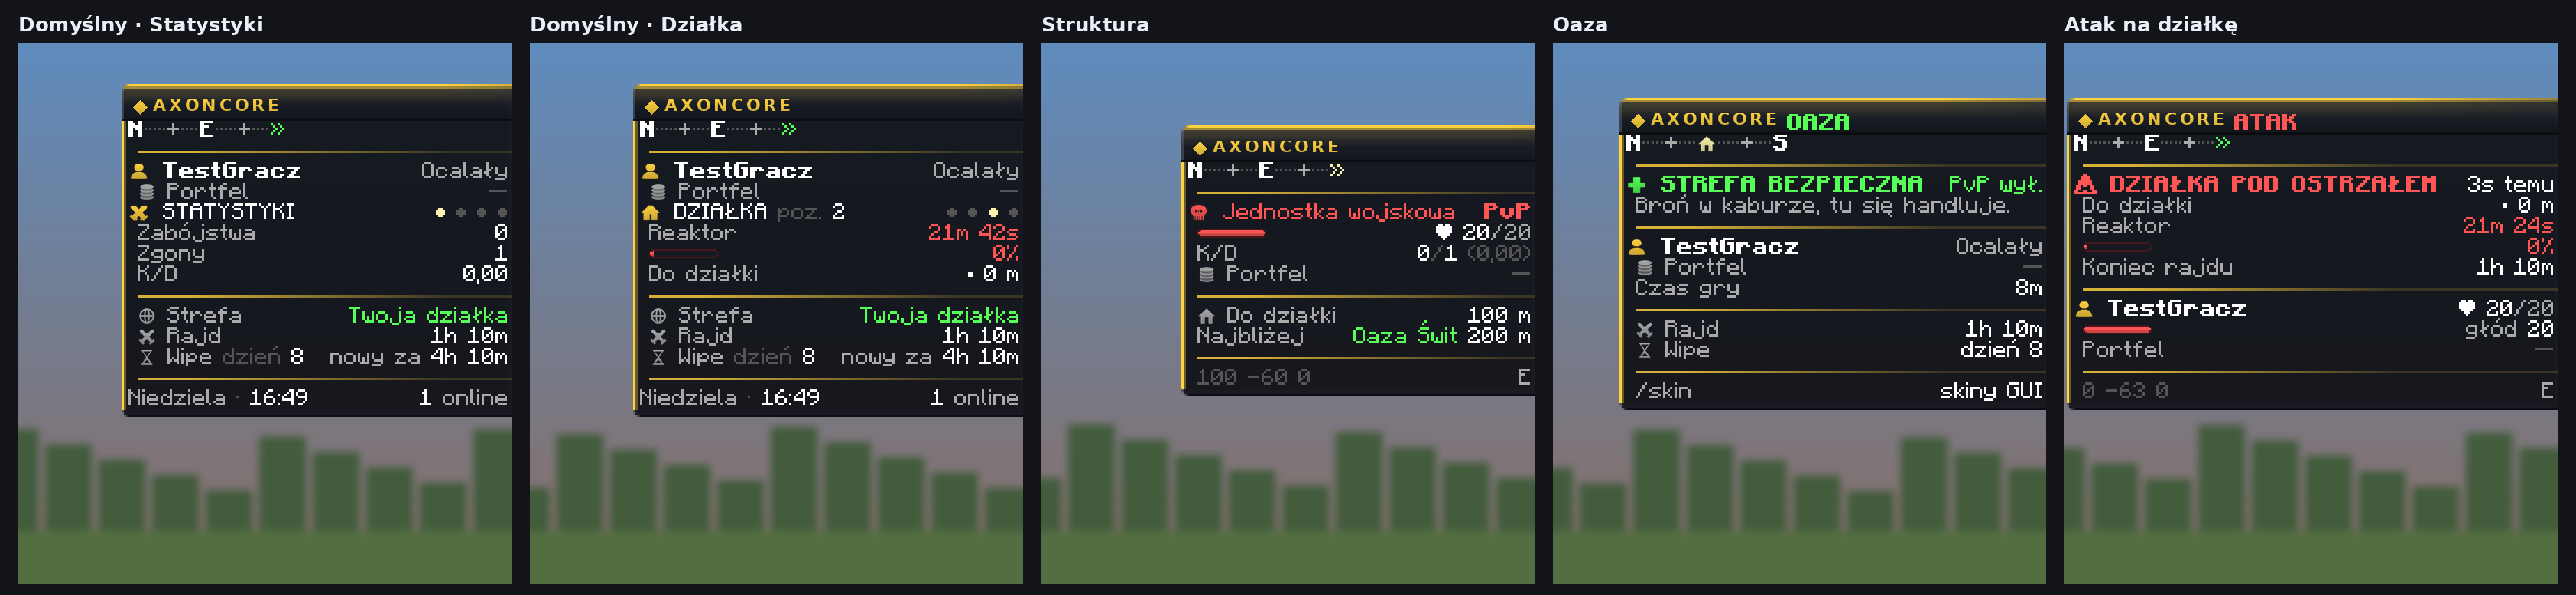 Domyślny · Statystyki
AXONCORE
N E »
TestGracz Ocalały
Portfel —
STATYSTYKI
Zabójstwa 0
Zgony 1
K/D 0,00
Strefa Twoja działka
Rajd 1h 10m
Wipe dzień 8 nowy za 4h 10m
Niedziela · 16:49 1 online
Domyślny · Działka
AXONCORE
N E »
TestGracz Ocalały
Portfel —
DZIAŁKA poz. 2
Reaktor 21m 42s
0%
Do działki · 0 m
Strefa Twoja działka
Rajd 1h 10m
Wipe dzień 8 nowy za 4h 10m
Niedziela · 16:49 1 online
Struktura
AXONCORE
N E »
Jednostka wojskowa PvP
20/20
K/D 0/1 (0,00)
Portfel —
Do działki 100 m
Najbliżej Oaza Świt 200 m
100 -60 0 E
Oaza
AXONCORE OAZA
N S
STREFA BEZPIECZNA PvP wył.
Broń w kaburze, tu się handluje.
TestGracz Ocalały
Portfel —
Czas gry 8m
Rajd 1h 10m
Wipe dzień 8
/skin skiny GUI
Atak na działkę
AXONCORE ATAK
N E »
DZIAŁKA POD OSTRZAŁEM 3s temu
Do działki · 0 m
Reaktor 21m 24s
0%
Koniec rajdu 1h 10m
TestGracz 20/20
głód 20
Portfel —
0 -63 0 E